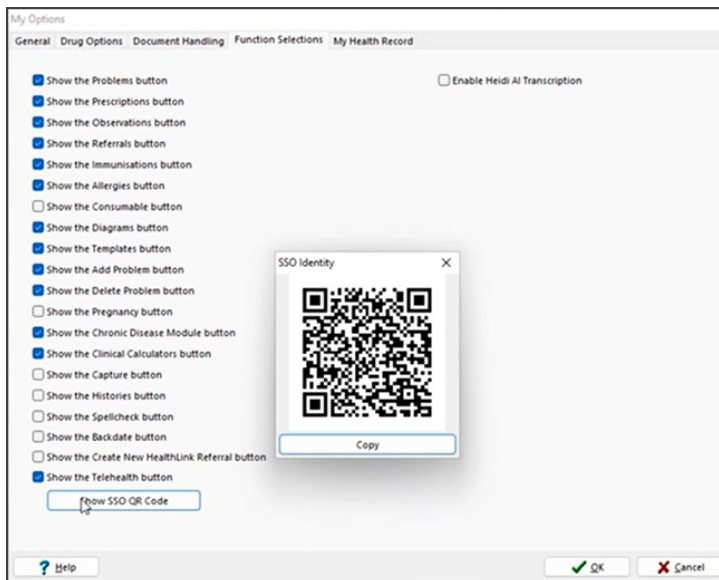 My Options
General Drug Options Document Handling Function Selections My Health Record
Show the Problems button
Enable Heidi AI Transcription
Show the Prescriptions button
Show the Observations button
Show the Referrals button
Show the Immunisations button
Show the Allergies button
Show the Consumable button
Show the Diagrams button
Show the Templates button
Show the Add Problem button
Show the Delete Problem button
Show the Pregnancy button
Show the Chronic Disease Module button
Show the Clinical Calculators button
Show the Capture button
Show the Histories button
Show the Spellcheck button
Show the Backdate button
Show the Create New HealthLink Referral button
Show the Telehealth button
Show SSO QR Code
SSO Identity
Copy
? Help
OK
Cancel